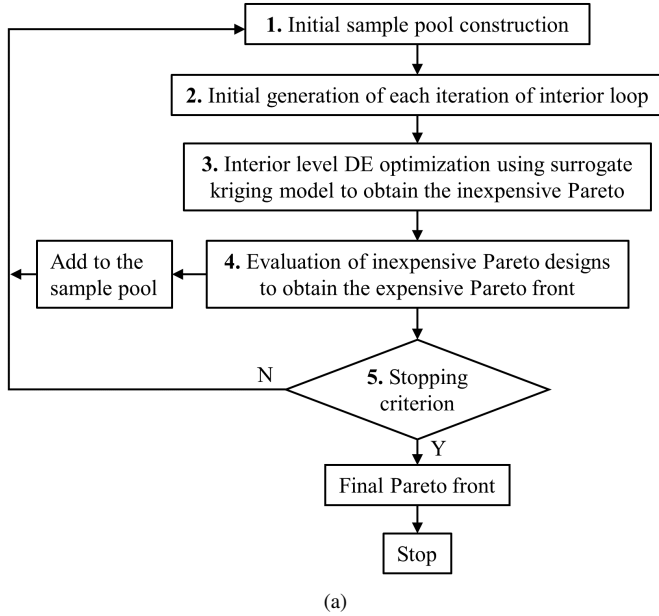 1. Initial sample pool construction
2. Initial generation of each iteration of interior loop
3. Interior level DE optimization using surrogate
kriging model to obtain the inexpensive Pareto
Add to the
sample pool
4. Evaluation of inexpensive Pareto designs
to obtain the expensive Pareto front
N
5. Stopping
criterion
Y
Final Pareto front
Stop
(a)